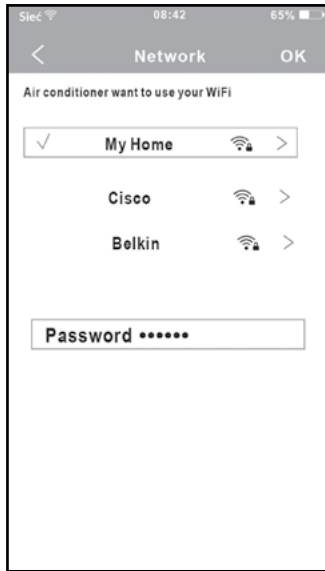 Sieć 08:42 65%
Network OK
Air conditioner want to use your WiFi
My Home
Cisco
Belkin
Password ••••••